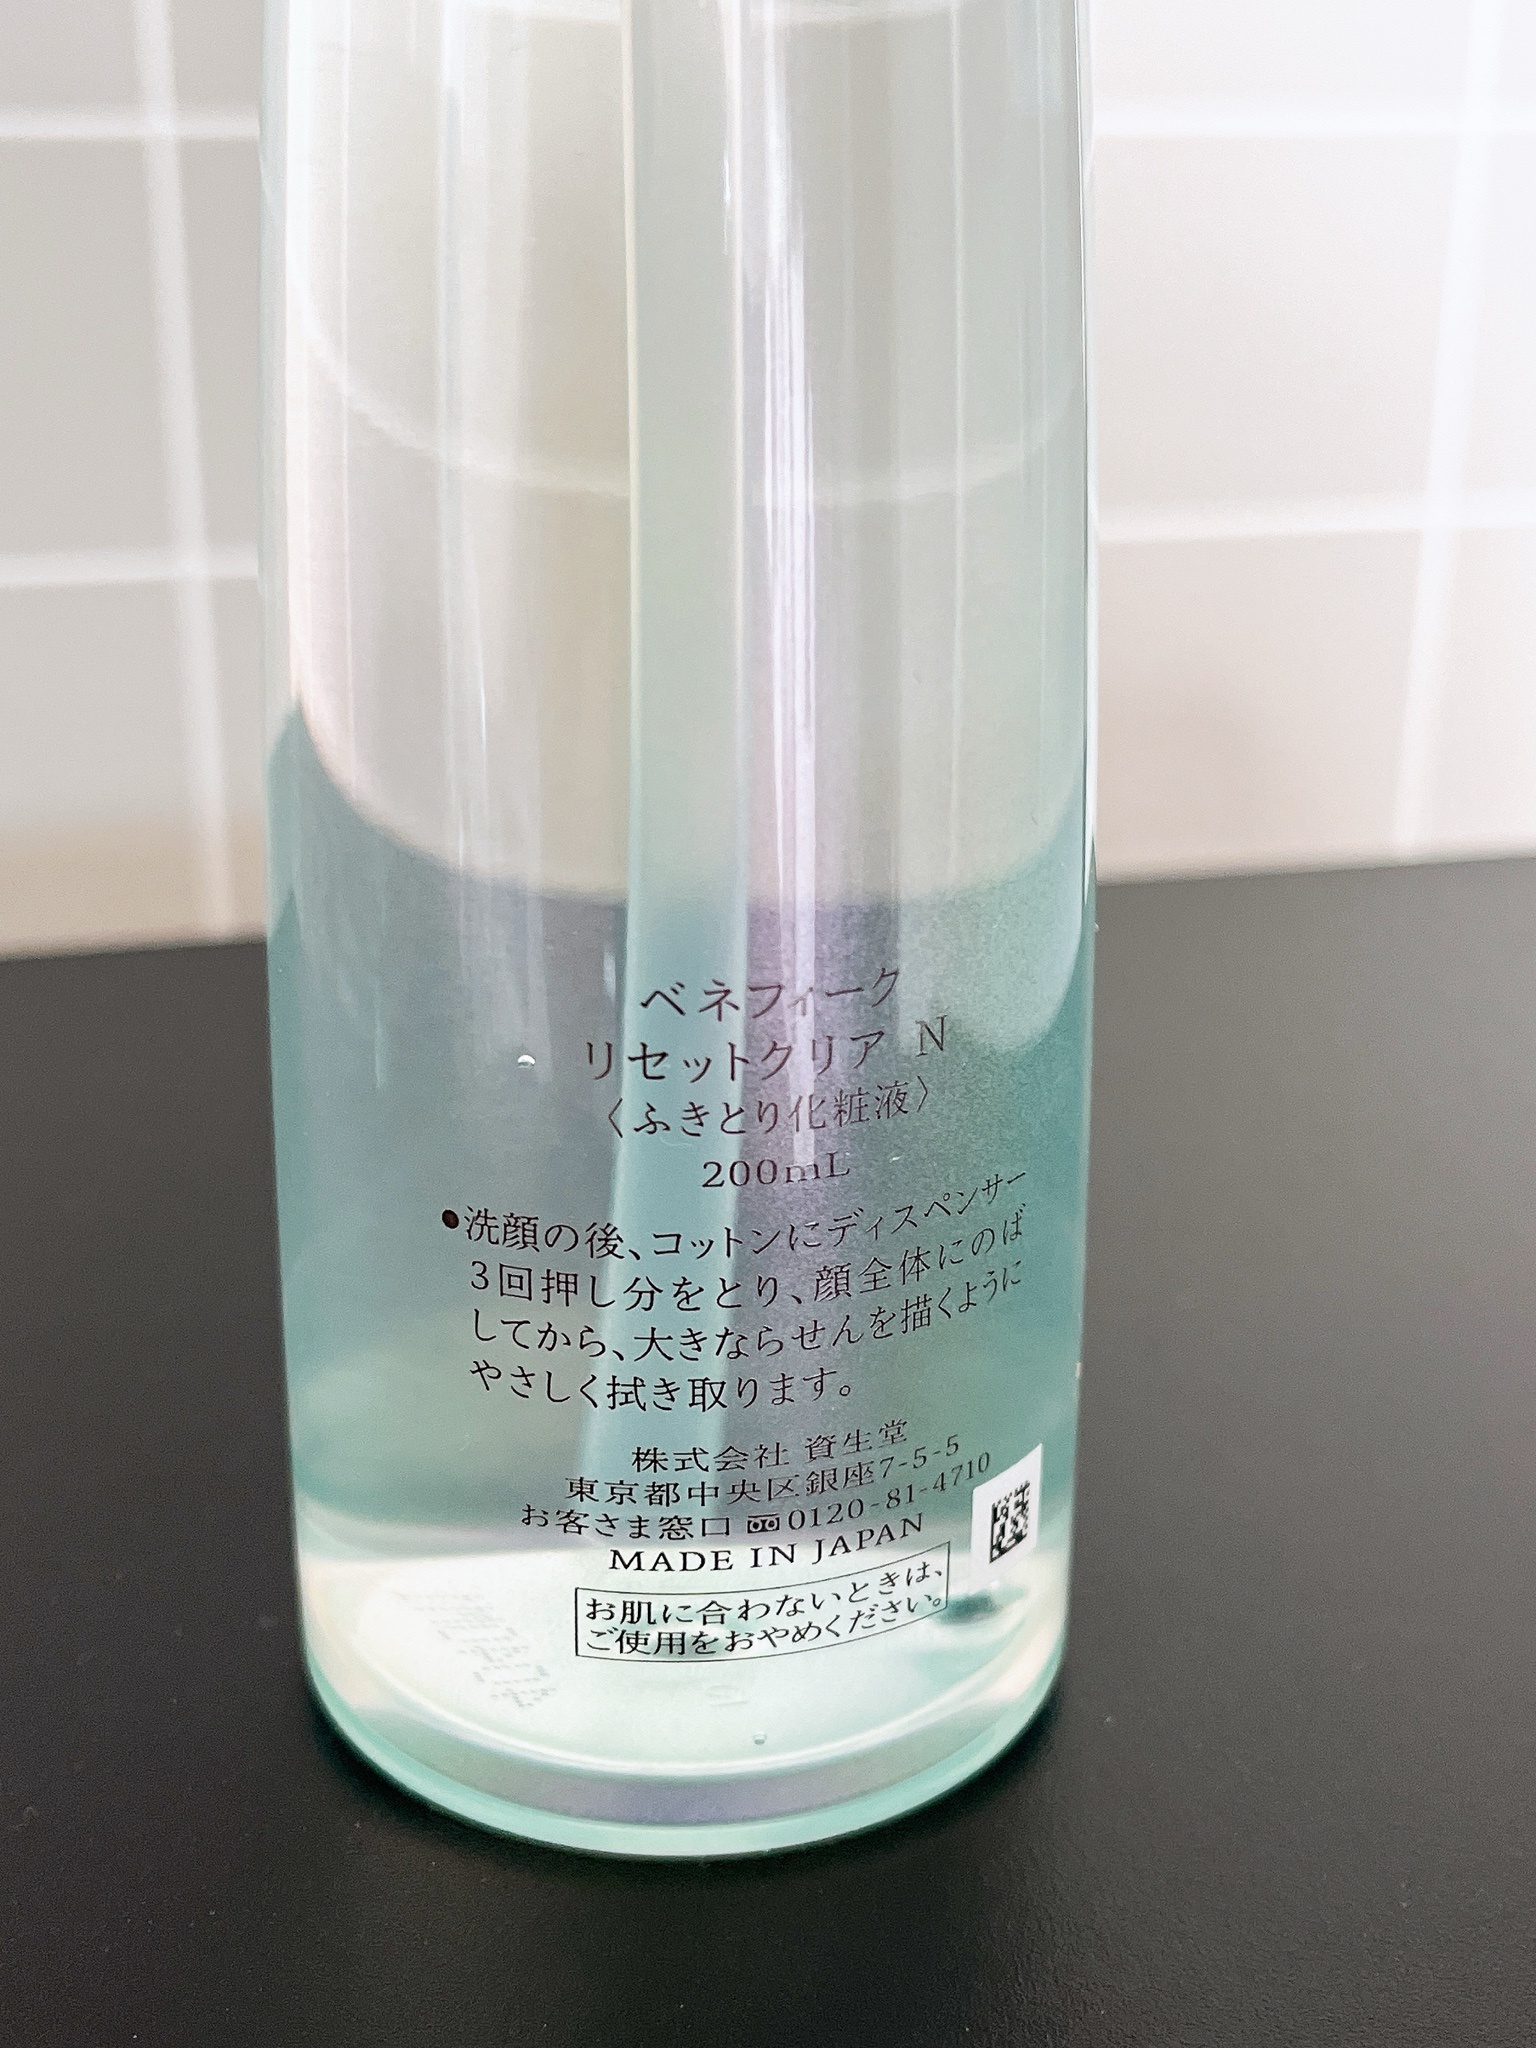 ベネフィーク
リセットクリア N
〈ふきとり化粧液〉
200mL
●洗顔の後、コットンにディスペンサー
3回押し分をとり、顔全体にのば
してから、大きならせんを描くように
やさしく拭き取ります。
株式会社 資生堂
東京都中央区銀座7-5-5
お客さま窓口 0120-81-4710
MADE IN JAPAN
お肌に合わないときは、
ご使用をおやめください。